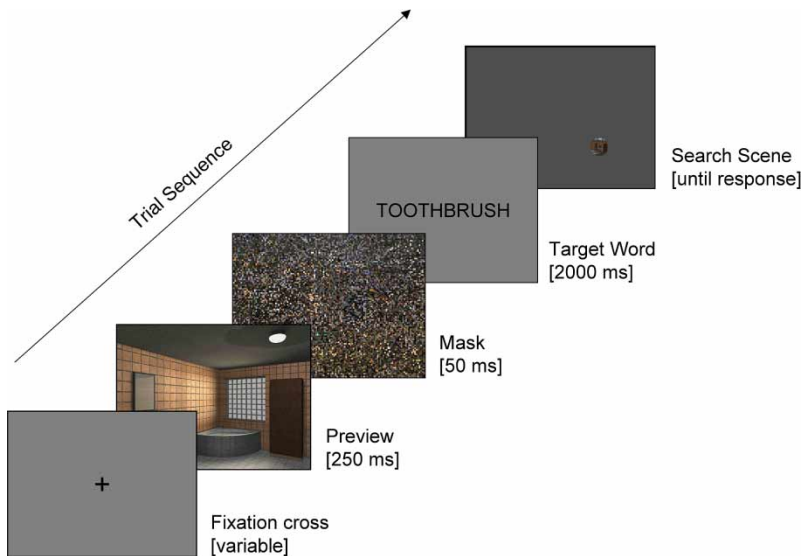 Trial Sequence
Search Scene
[until response]
TOOTHBRUSH
Target Word
[2000 ms]
Mask
[50 ms]
Preview
[250 ms]
Fixation cross
[variable]